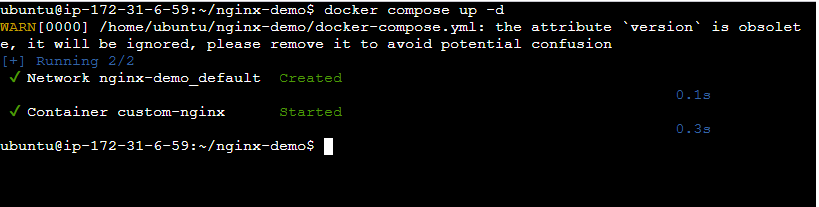 ubuntu@ip-172-31-6-59:~/nginx-demo$ docker compose up -d
WARN[0000] /home/ubuntu/nginx-demo/docker-compose.yml: the attribute `version` is obsolet
e, it will be ignored, please remove it to avoid potential confusion
[+] Running 2/2
✓ Network nginx-demo_default  Created
0.1s
✓ Container custom-nginx      Started
0.3s
ubuntu@ip-172-31-6-59:~/nginx-demo$